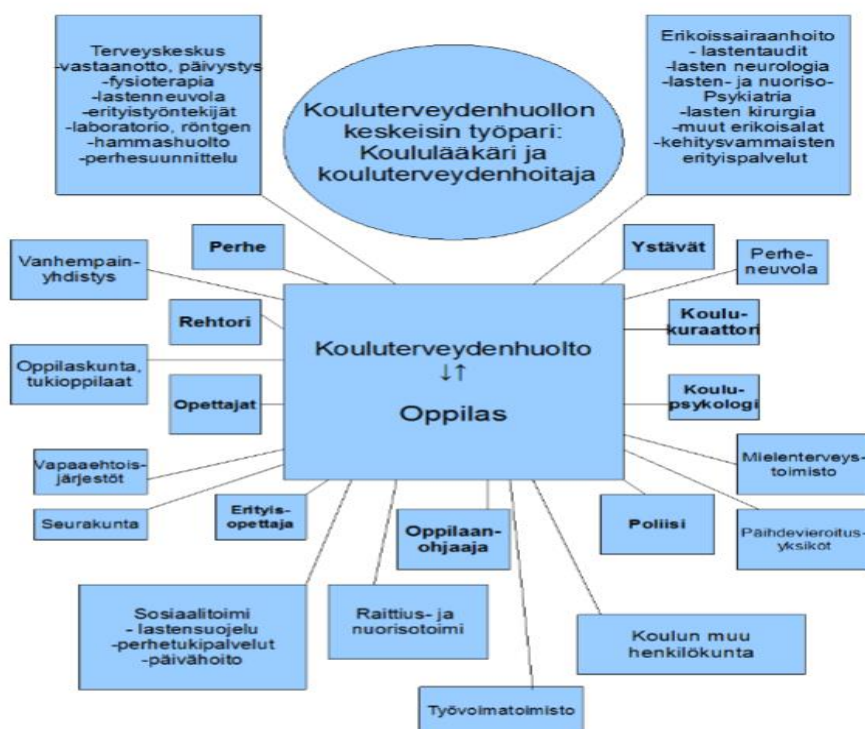 Terveyskeskus
-vastaanotto, päivystys
-fysioterapia
-lastenneuvola
-erityistyöntekijät
-laboratorio, röntgen
-hammashuolto
-perhesuunnittelu
Kouluterveydenhuollon
keskeisin työpari:
Koululääkäri ja
kouluterveydenhoitaja
Erikoissairaanhoito
- lastentaudit
-lasten neurologia
-lasten- ja nuoriso-
Psykiatria
-lasten kirurgia
-muut erikoisalat
-kehitysvammaisten
erityispalvelut
Perhe
Ystävät
Vanhempain-
yhdistys
Perhe-
neuvola
Rehtori
Koulu-
kuraattori
Kouluterveydenhuolto
↓↑
Oppilas
Oppilaskunta,
tukioppilaat
Opettajat
Koulu-
psykologi
Vapaaehtois-
järjestöt
Mielenterveys-
toimisto
Seurakunta
Erityis-
opettaja
Oppilaan-
ohjaaja
Poliisi
Päihdevieroitus-
yksiköt
Sosiaalitoimi
- lastensuojelu
-perhetukipalvelut
-päivähoito
Raittius- ja
nuorisotoimi
Koulun muu
henkilökunta
Työvoimatoimisto